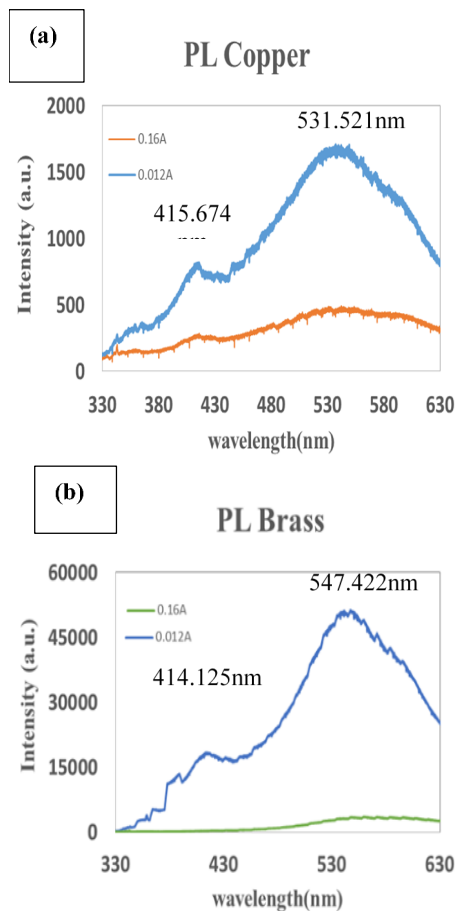 (a)
PL Copper
2000
1500
1000
500
0
Intensity (a.u.)
0.16A
0.012A
531.521nm
415.674
330 380 430 480 530 580 630
wavelength(nm)
(b)
PL Brass
60000
45000
30000
15000
0
Intensity (a.u.)
0.16A
0.012A
547.422nm
414.125nm
330 430 530 630
wavelength(nm)